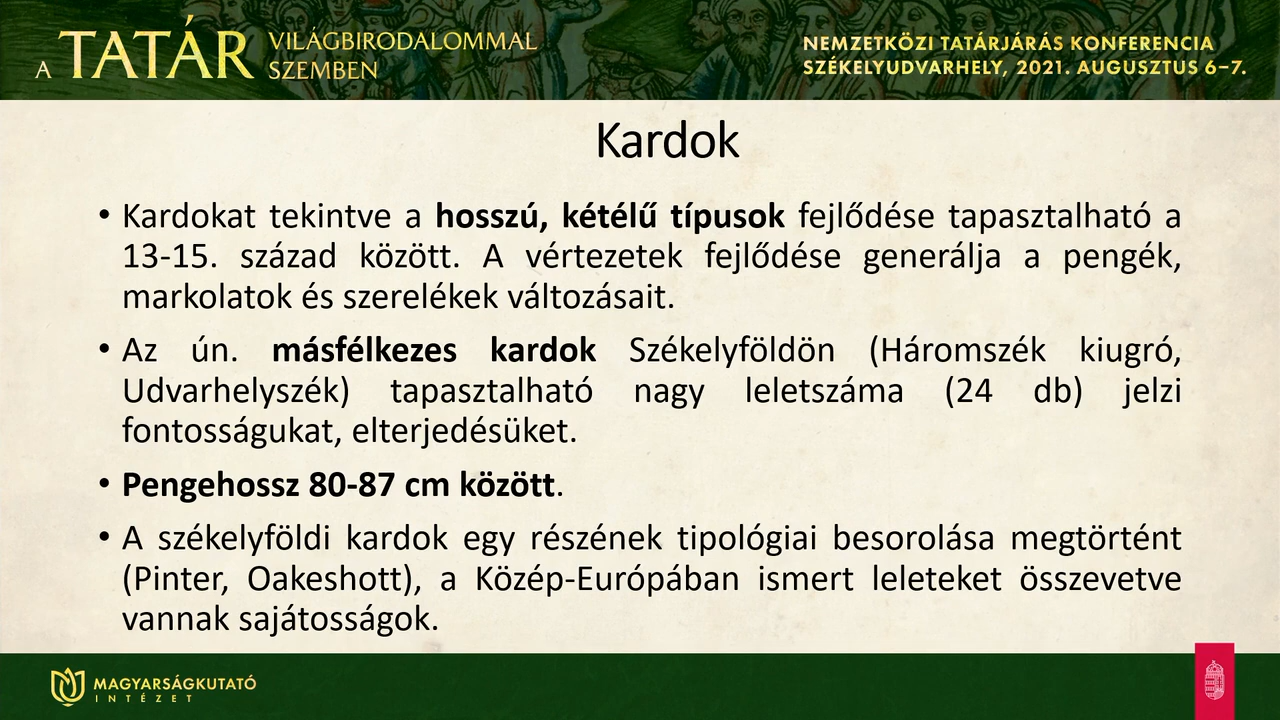 A TATÁR VILÁGBIRODALOMMAL
SZEMBEN
NEMZETKÖZI TATÁRJÁRÁS KONFERENCIA
SZÉKELYUDVARHELY, 2021. AUGUSZTUS 6–7.
Kardok
• Kardokat tekintve a hosszú, kétélű típusok fejlődése tapasztalható a
13-15. század között. A vértezetek fejlődése generálja a pengék,
markolatok és szerelékek változásait.
• Az ún. másfélkezes kardok Székelyföldön (Háromszék kiugró,
Udvarhelyszék) tapasztalható nagy leletszáma (24 db) jelzi
fontosságukat, elterjedésüket.
• Pengehossz 80-87 cm között.
• A székelyföldi kardok egy részének tipológiai besorolása megtörtént
(Pinter, Oakeshott), a Közép-Európában ismert leleteket összevetve
vannak sajátosságok.
MAGYARSÁGKUTATÓ
INTÉZET